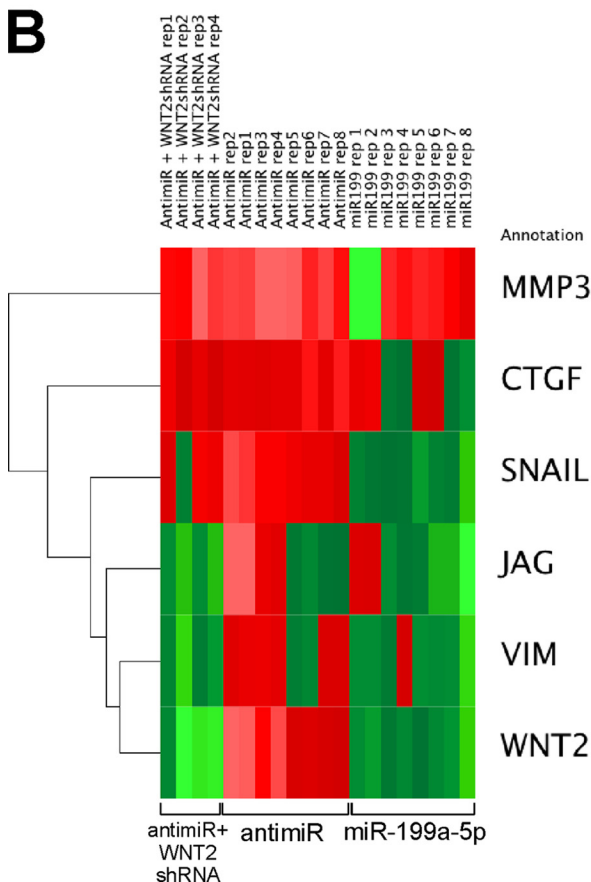 B
AntimiR + WNT2shRNA rep1
AntimiR + WNT2shRNA rep2
AntimiR + WNT2shRNA rep3
AntimiR + WNT2shRNA rep4
AntimiR rep2
AntimiR rep1
AntimiR rep3
AntimiR rep4
AntimiR rep5
AntimiR rep6
AntimiR rep7
AntimiR rep8
miR199 rep 1
miR199 rep 2
miR199 rep 3
miR199 rep 4
miR199 rep 5
miR199 rep 6
miR199 rep 7
miR199 rep 8
Annotation
MMP3
CTGF
SNAIL
JAG
VIM
WNT2
antimiR+
WNT2
shRNA
antimiR
miR-199a-5p